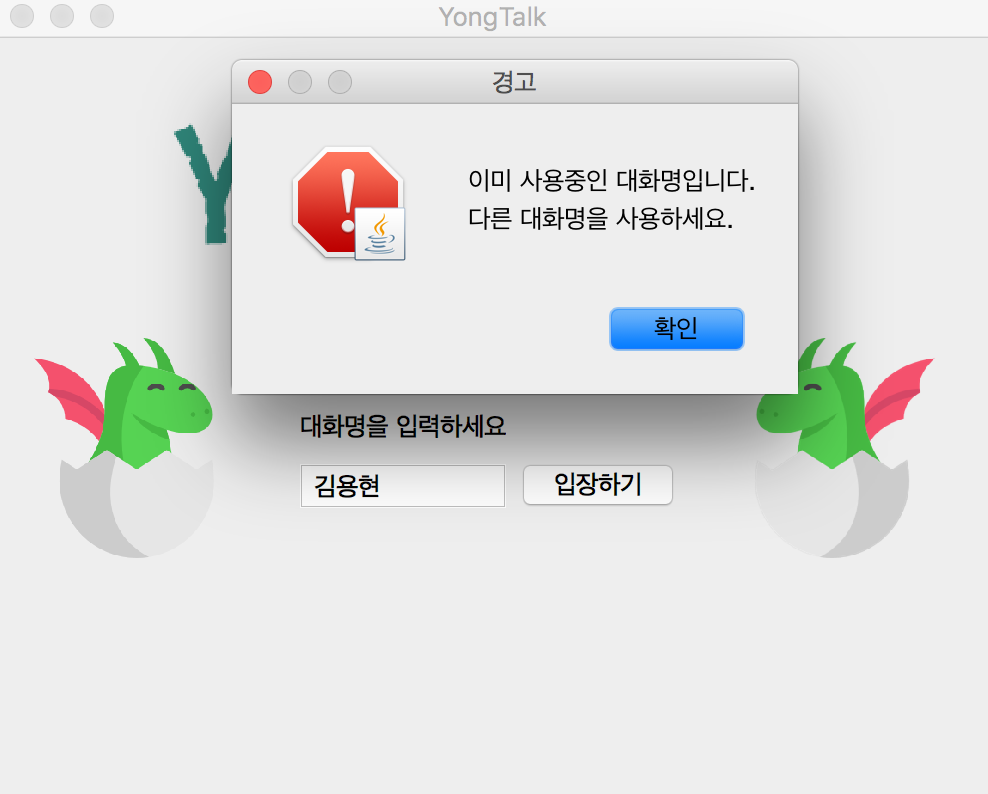 YongTalk
경고
Y
이미 사용중인 대화명입니다.
다른 대화명을 사용하세요.
확인
대화명을 입력하세요
김용현
입장하기